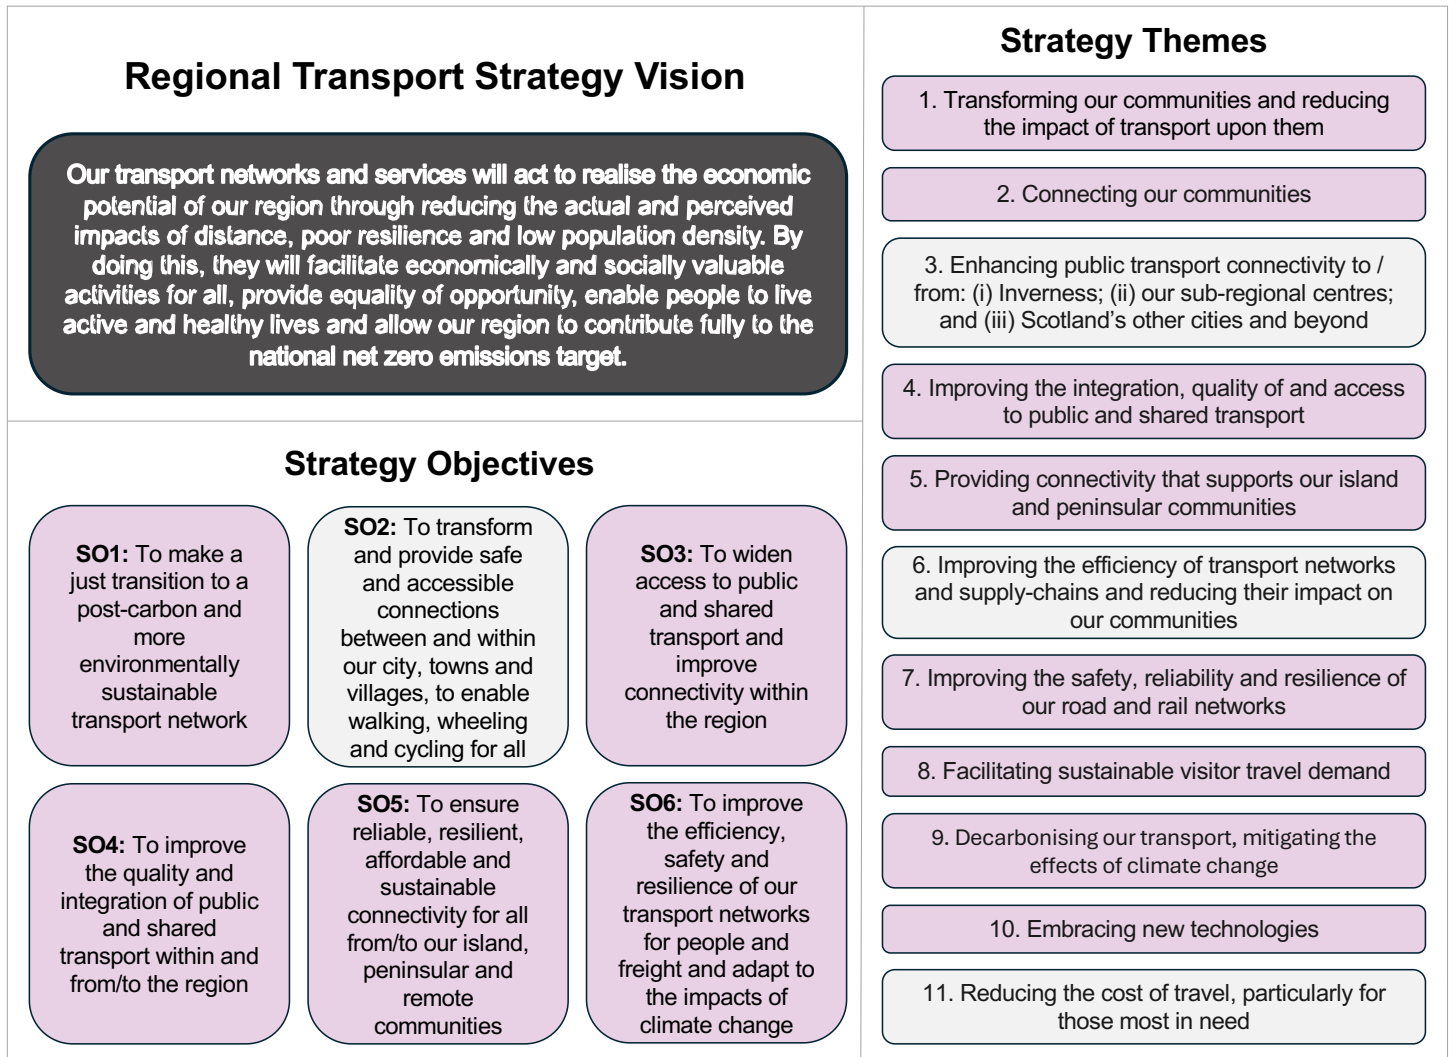 Regional Transport Strategy Vision
Our transport networks and services will act to realise the economic
potential of our region through reducing the actual and perceived
impacts of distance, poor resilience and low population density. By
doing this, they will facilitate economically and socially valuable
activities for all, provide equality of opportunity, enable people to live
active and healthy lives and allow our region to contribute fully to the
national net zero emissions target.
Strategy Objectives
SO1: To make a
just transition to a
post-carbon and
more
environmentally
sustainable
transport network
SO2: To transform
and provide safe
and accessible
connections
between and within
our city, towns and
villages, to enable
walking, wheeling
and cycling for all
SO3: To widen
access to public
and shared
transport and
improve
connectivity within
the region
SO4: To improve
the quality and
integration of public
and shared
transport within and
from/to the region
SO5: To ensure
reliable, resilient,
affordable and
sustainable
connectivity for all
from/to our island,
peninsular and
remote
communities
SO6: To improve
the efficiency,
safety and
resilience of our
transport networks
for people and
freight and adapt to
the impacts of
climate change
Strategy Themes
1. Transforming our communities and reducing
the impact of transport upon them
2. Connecting our communities
3. Enhancing public transport connectivity to /
from: (i) Inverness; (ii) our sub-regional centres;
and (iii) Scotland's other cities and beyond
4. Improving the integration, quality of and access
to public and shared transport
5. Providing connectivity that supports our island
and peninsular communities
6. Improving the efficiency of transport networks
and supply-chains and reducing their impact on
our communities
7. Improving the safety, reliability and resilience of
our road and rail networks
8. Facilitating sustainable visitor travel demand
9. Decarbonising our transport, mitigating the
effects of climate change
10. Embracing new technologies
11. Reducing the cost of travel, particularly for
those most in need